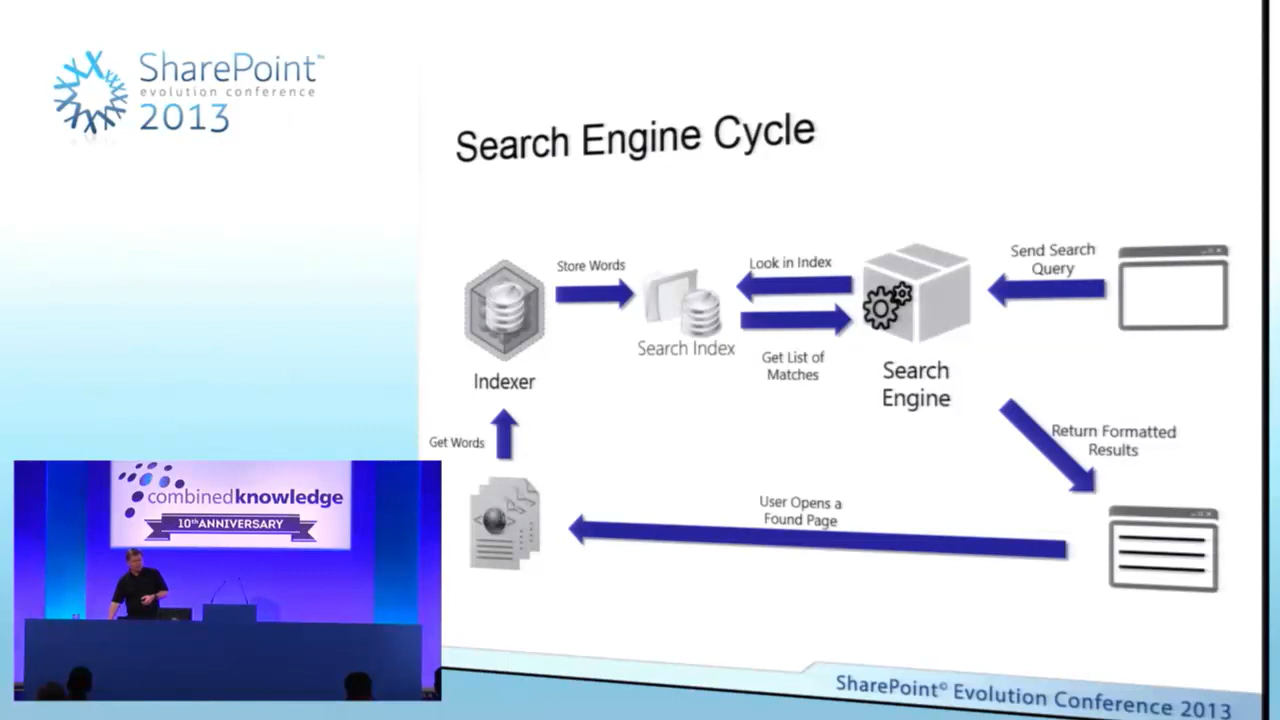 SharePoint™
evolution conference
2013
Search Engine Cycle
Store Words
Look in Index
Send Search
Query
Search Index
Get List of
Matches
Indexer
Search
Engine
Get Words
Return Formatted
Results
User Opens a
Found Page
combinedknowledge
10th ANNIVERSARY
SharePoint© Evolution Conference 2013